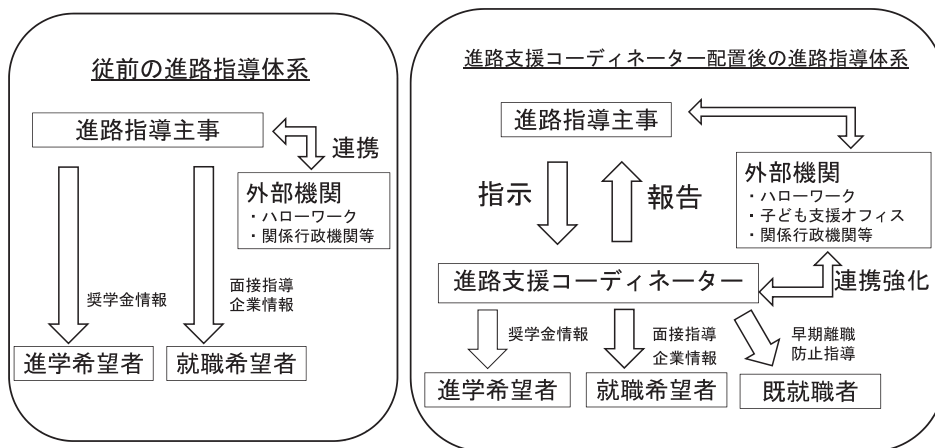 従前の進路指導体系
進路指導主事
連携
外部機関
・ハローワーク
・関係行政機関等
奨学金情報
面接指導
企業情報
進学希望者
就職希望者
進路支援コーディネーター配置後の進路指導体系
進路指導主事
指示
報告
外部機関
・ハローワーク
・子ども支援オフィス
・関係行政機関等
進路支援コーディネーター
連携強化
奨学金情報
面接指導
企業情報
早期離職
防止指導
進学希望者
就職希望者
既就職者